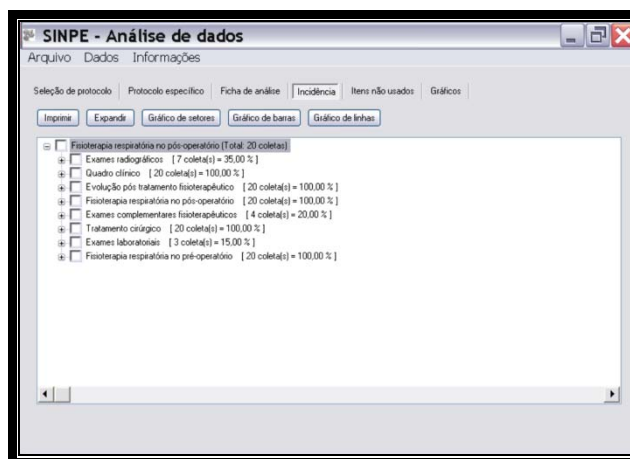 SINPE - Análise de dados
Arquivo Dados Informações
Seleção de protocolo Protocolo específico Ficha de análise Incidência Itens não usados Gráficos
Imprimir Expandir Gráfico de setores Gráfico de barras Gráfico de linhas
Fisioterapia respiratória no pós-operatório (Total: 20 coletas)
Exames radiográficos [ 7 coleta(s) = 35,00 % ]
Quadro clínico [ 20 coleta(s) = 100,00 % ]
Evolução pós tratamento fisioterapêutico [ 20 coleta(s) = 100,00 % ]
Fisioterapia respiratória no pós-operatório [ 20 coleta(s) = 100,00 % ]
Exames complementares fisioterapêuticos [ 4 coleta(s) = 20,00 % ]
Tratamento cirúrgico [ 20 coleta(s) = 100,00 % ]
Exames laboratoriais [ 3 coleta(s) = 15,00 % ]
Fisioterapia respiratória no pré-operatório [ 20 coleta(s) = 100,00 % ]